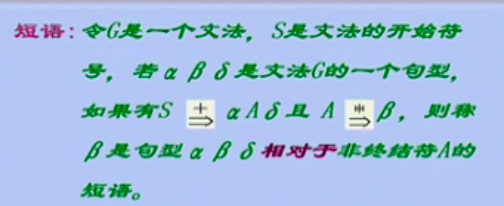 短语：令G是一个文法，S是文法的开始符
号，若α β δ是文法G的一个句型，
如果有S ⇒+ αAδ且 A ⇒* β，则称
β是句型α β δ相对于非终结符A的
短语。